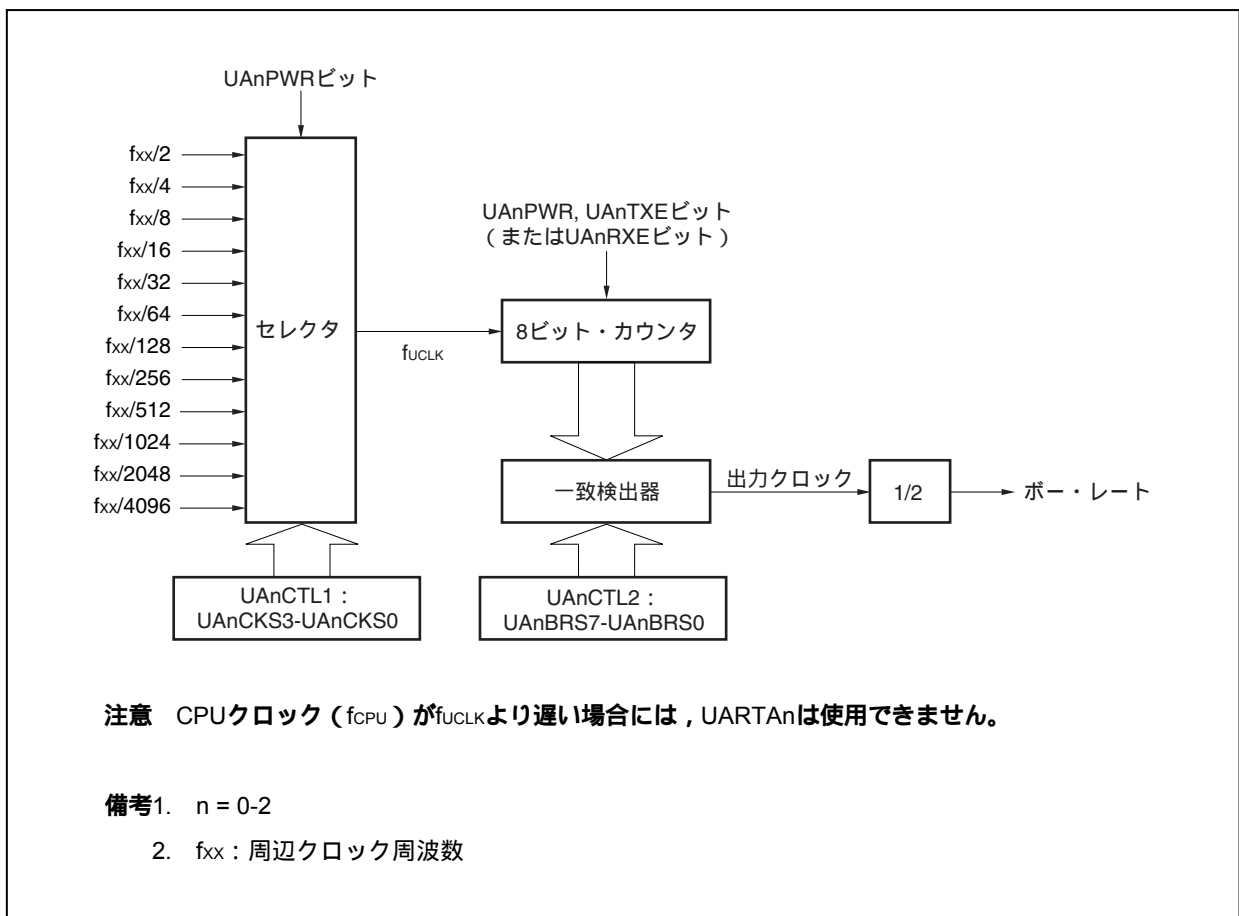 UAnPWRビット
fxx/2
fxx/4
fxx/8
fxx/16
fxx/32
fxx/64
fxx/128
fxx/256
fxx/512
fxx/1024
fxx/2048
fxx/4096
セレクタ
fUCLK
UAnPWR, UAnTXEビット
(またはUAnRXEビット)
8ビット・カウンタ
一致検出器
出力クロック
1/2
ボー・レート
UAnCTL1:
UAnCKS3-UAnCKS0
UAnCTL2:
UAnBRS7-UAnBRS0
注意 CPUクロック(fCPU)がfUCLKより遅い場合には,UARTAnは使用できません。
備考1. n = 0-2
2. fxx:周辺クロック周波数